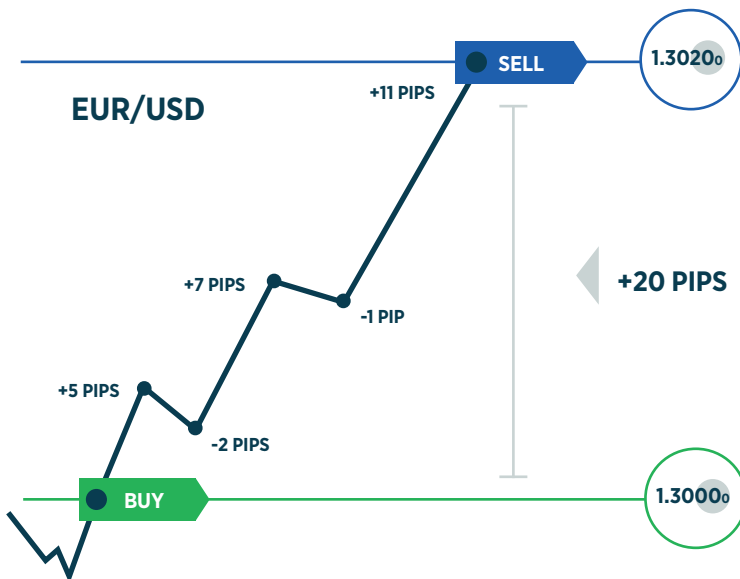 SELL
1.30200
+11 PIPS
EUR/USD
+7 PIPS
+20 PIPS
-1 PIP
+5 PIPS
-2 PIPS
BUY
1.30000